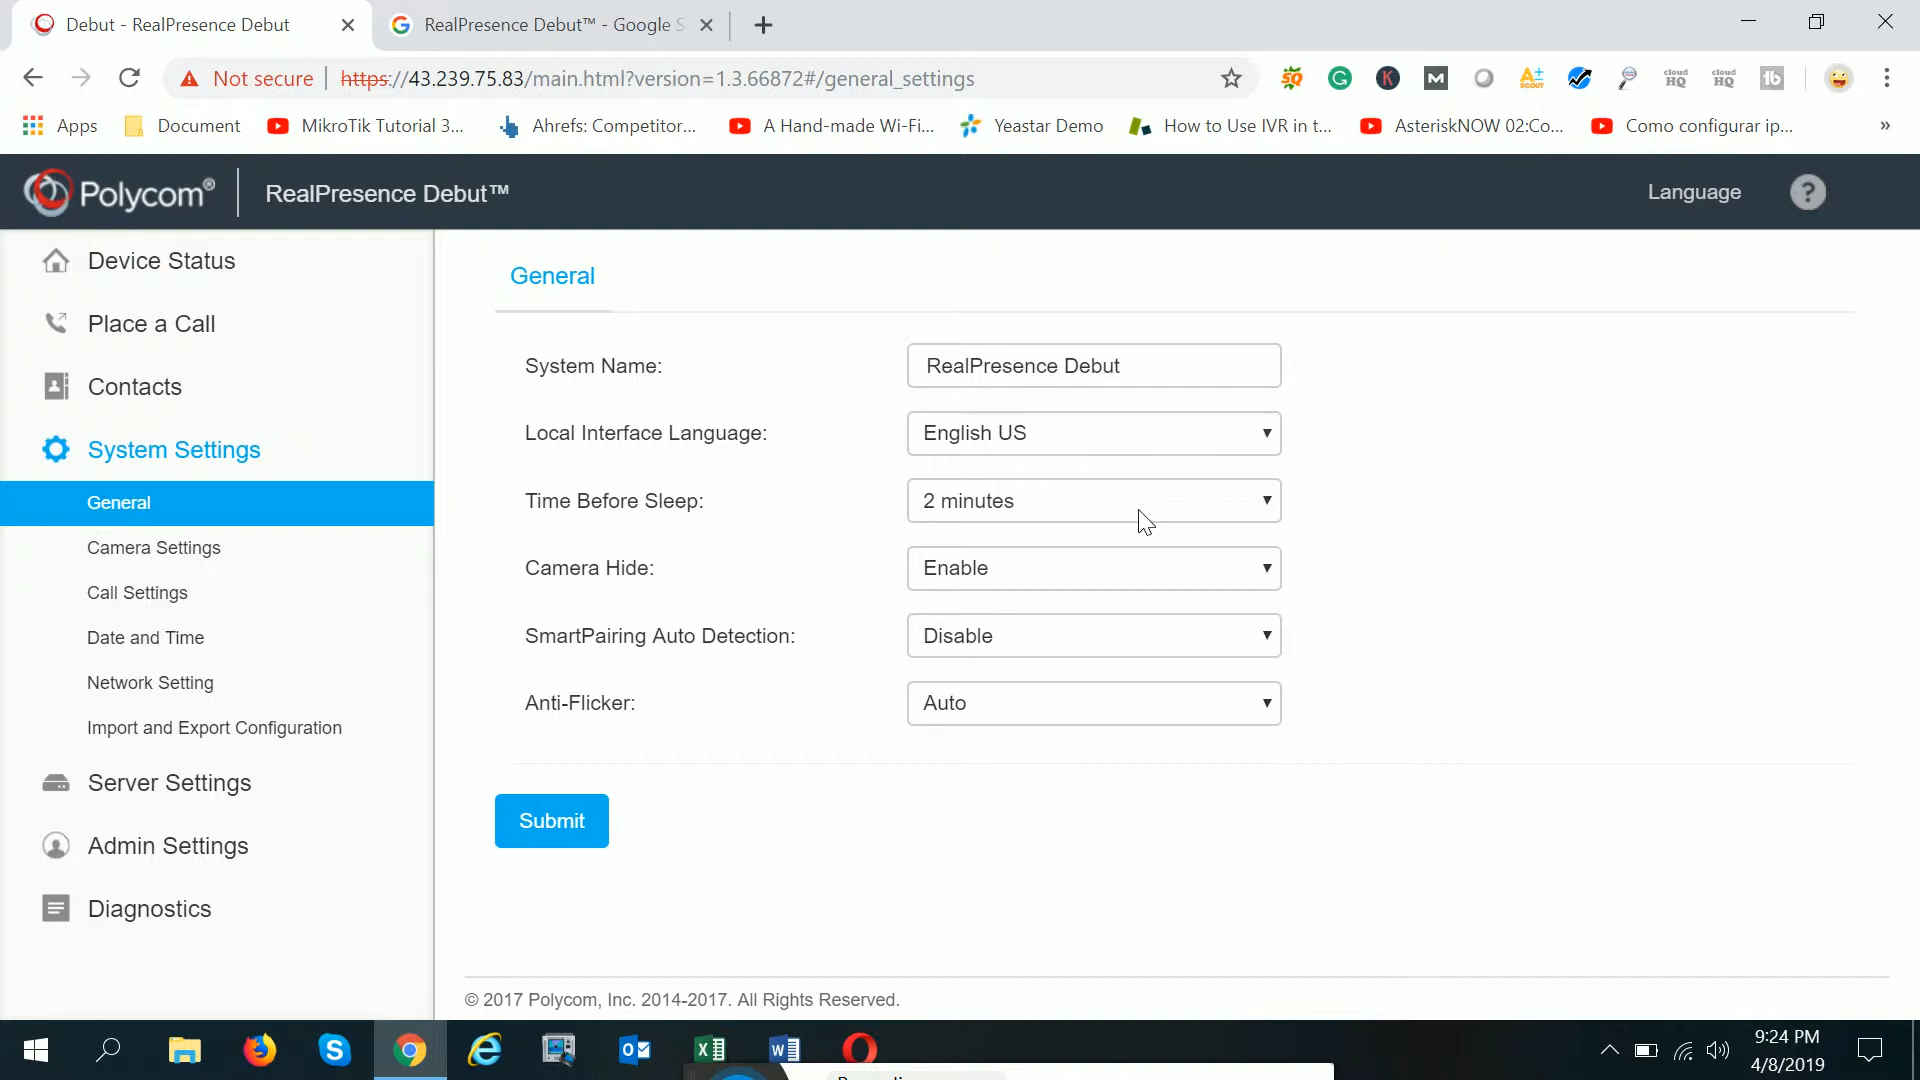 Debut - RealPresence Debut
RealPresence Debut™ - Google S
Not secure | https://43.239.75.83/main.html?version=1.3.66872#/general_settings
Apps
Document
MikroTik Tutorial 3...
Ahrefs: Competitor...
A Hand-made Wi-Fi...
Yeastar Demo
How to Use IVR in t...
AsteriskNOW 02:Co...
Como configurar ip...
Polycom®
RealPresence Debut™
Language
?
Device Status
Place a Call
Contacts
System Settings
General
Camera Settings
Call Settings
Date and Time
Network Setting
Import and Export Configuration
Server Settings
Admin Settings
Diagnostics
General
System Name: RealPresence Debut
Local Interface Language: English US
Time Before Sleep: 2 minutes
Camera Hide: Enable
SmartPairing Auto Detection: Disable
Anti-Flicker: Auto
Submit
© 2017 Polycom, Inc. 2014-2017. All Rights Reserved.
9:24 PM
4/8/2019